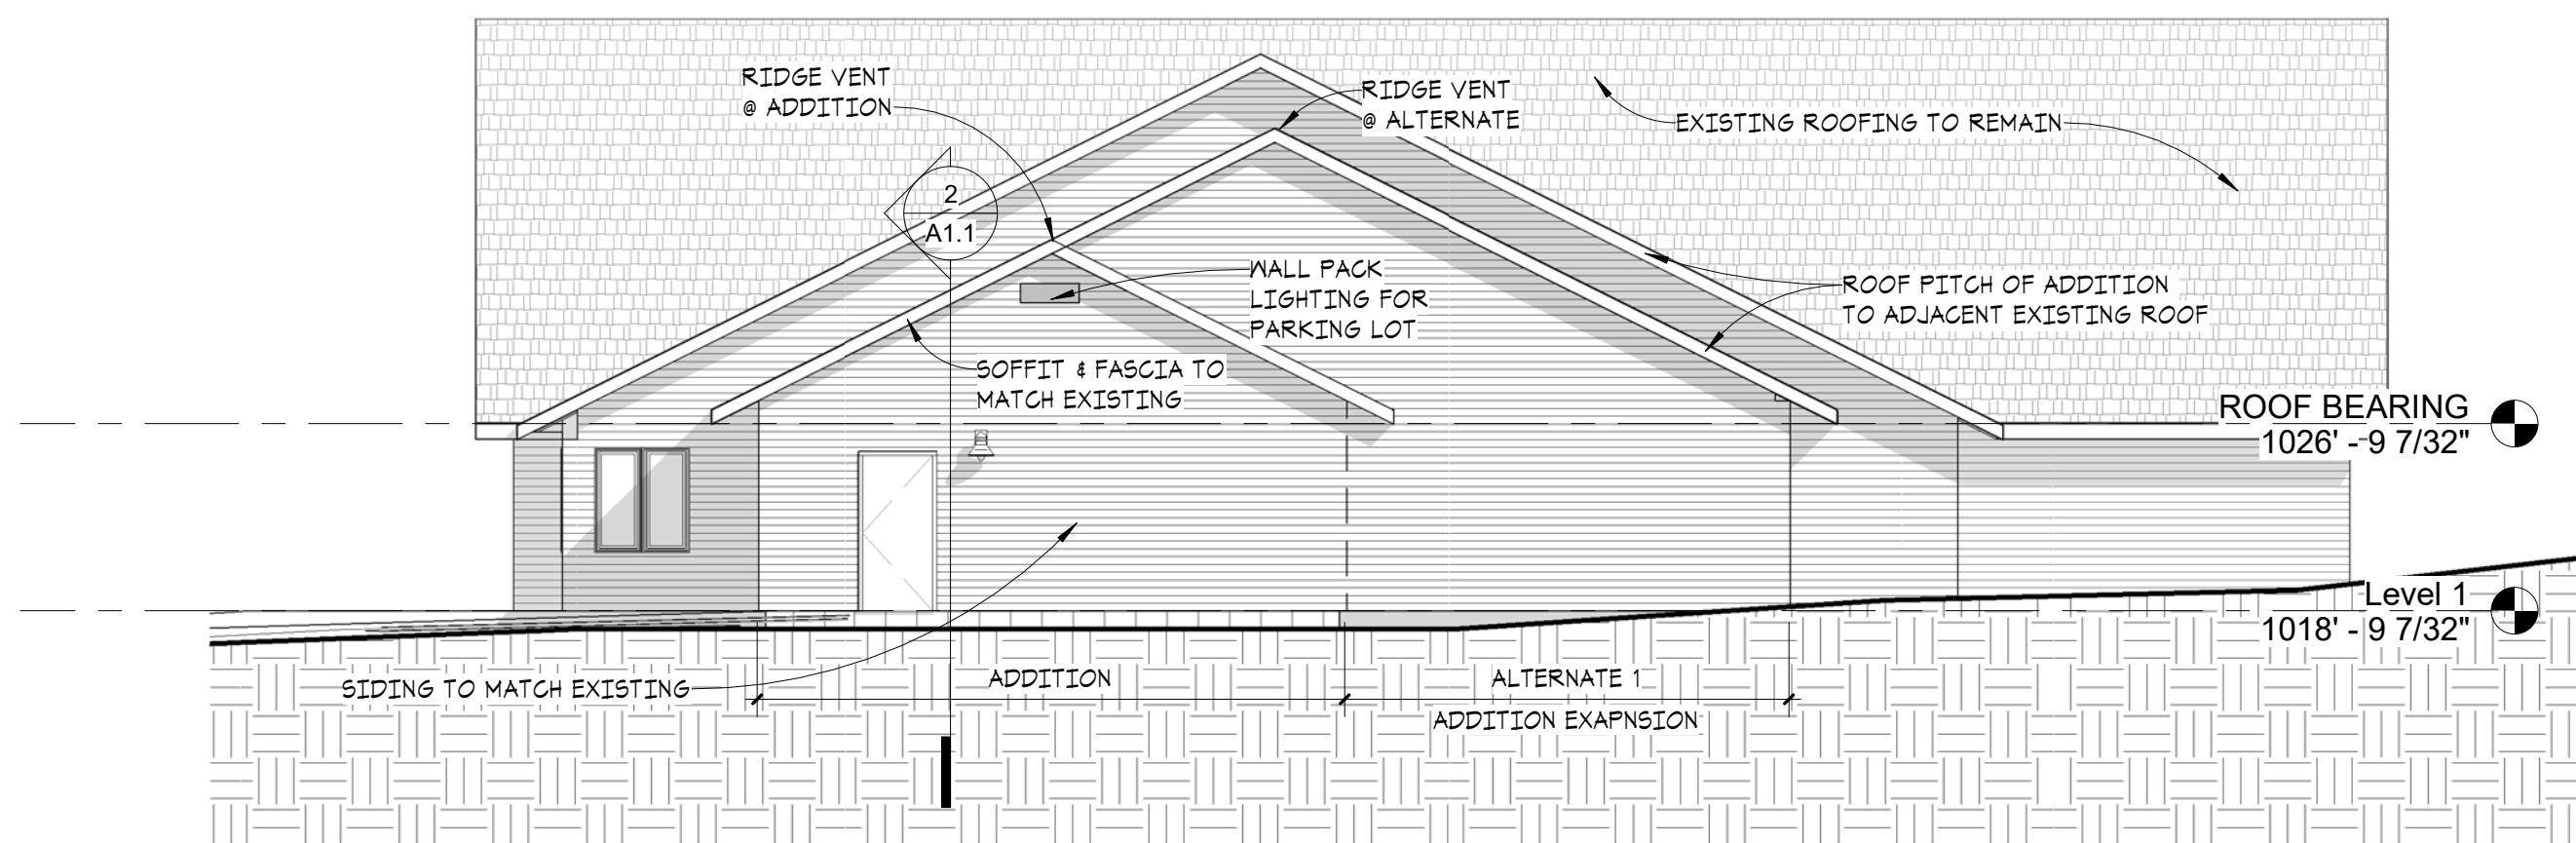 RIDGE VENT
@ ADDITION
RIDGE VENT
@ ALTERNATE
EXISTING ROOFING TO REMAIN
2
A1.1
WALL PACK
LIGHTING FOR
PARKING LOT
ROOF PITCH OF ADDITION
TO ADJACENT EXISTING ROOF
SOFFIT & FASCIA TO
MATCH EXISTING
ROOF BEARING
1026' - 9 7/32"
Level 1
1018' - 9 7/32"
SIDING TO MATCH EXISTING
ADDITION
ALTERNATE 1
ADDITION EXAPNSION